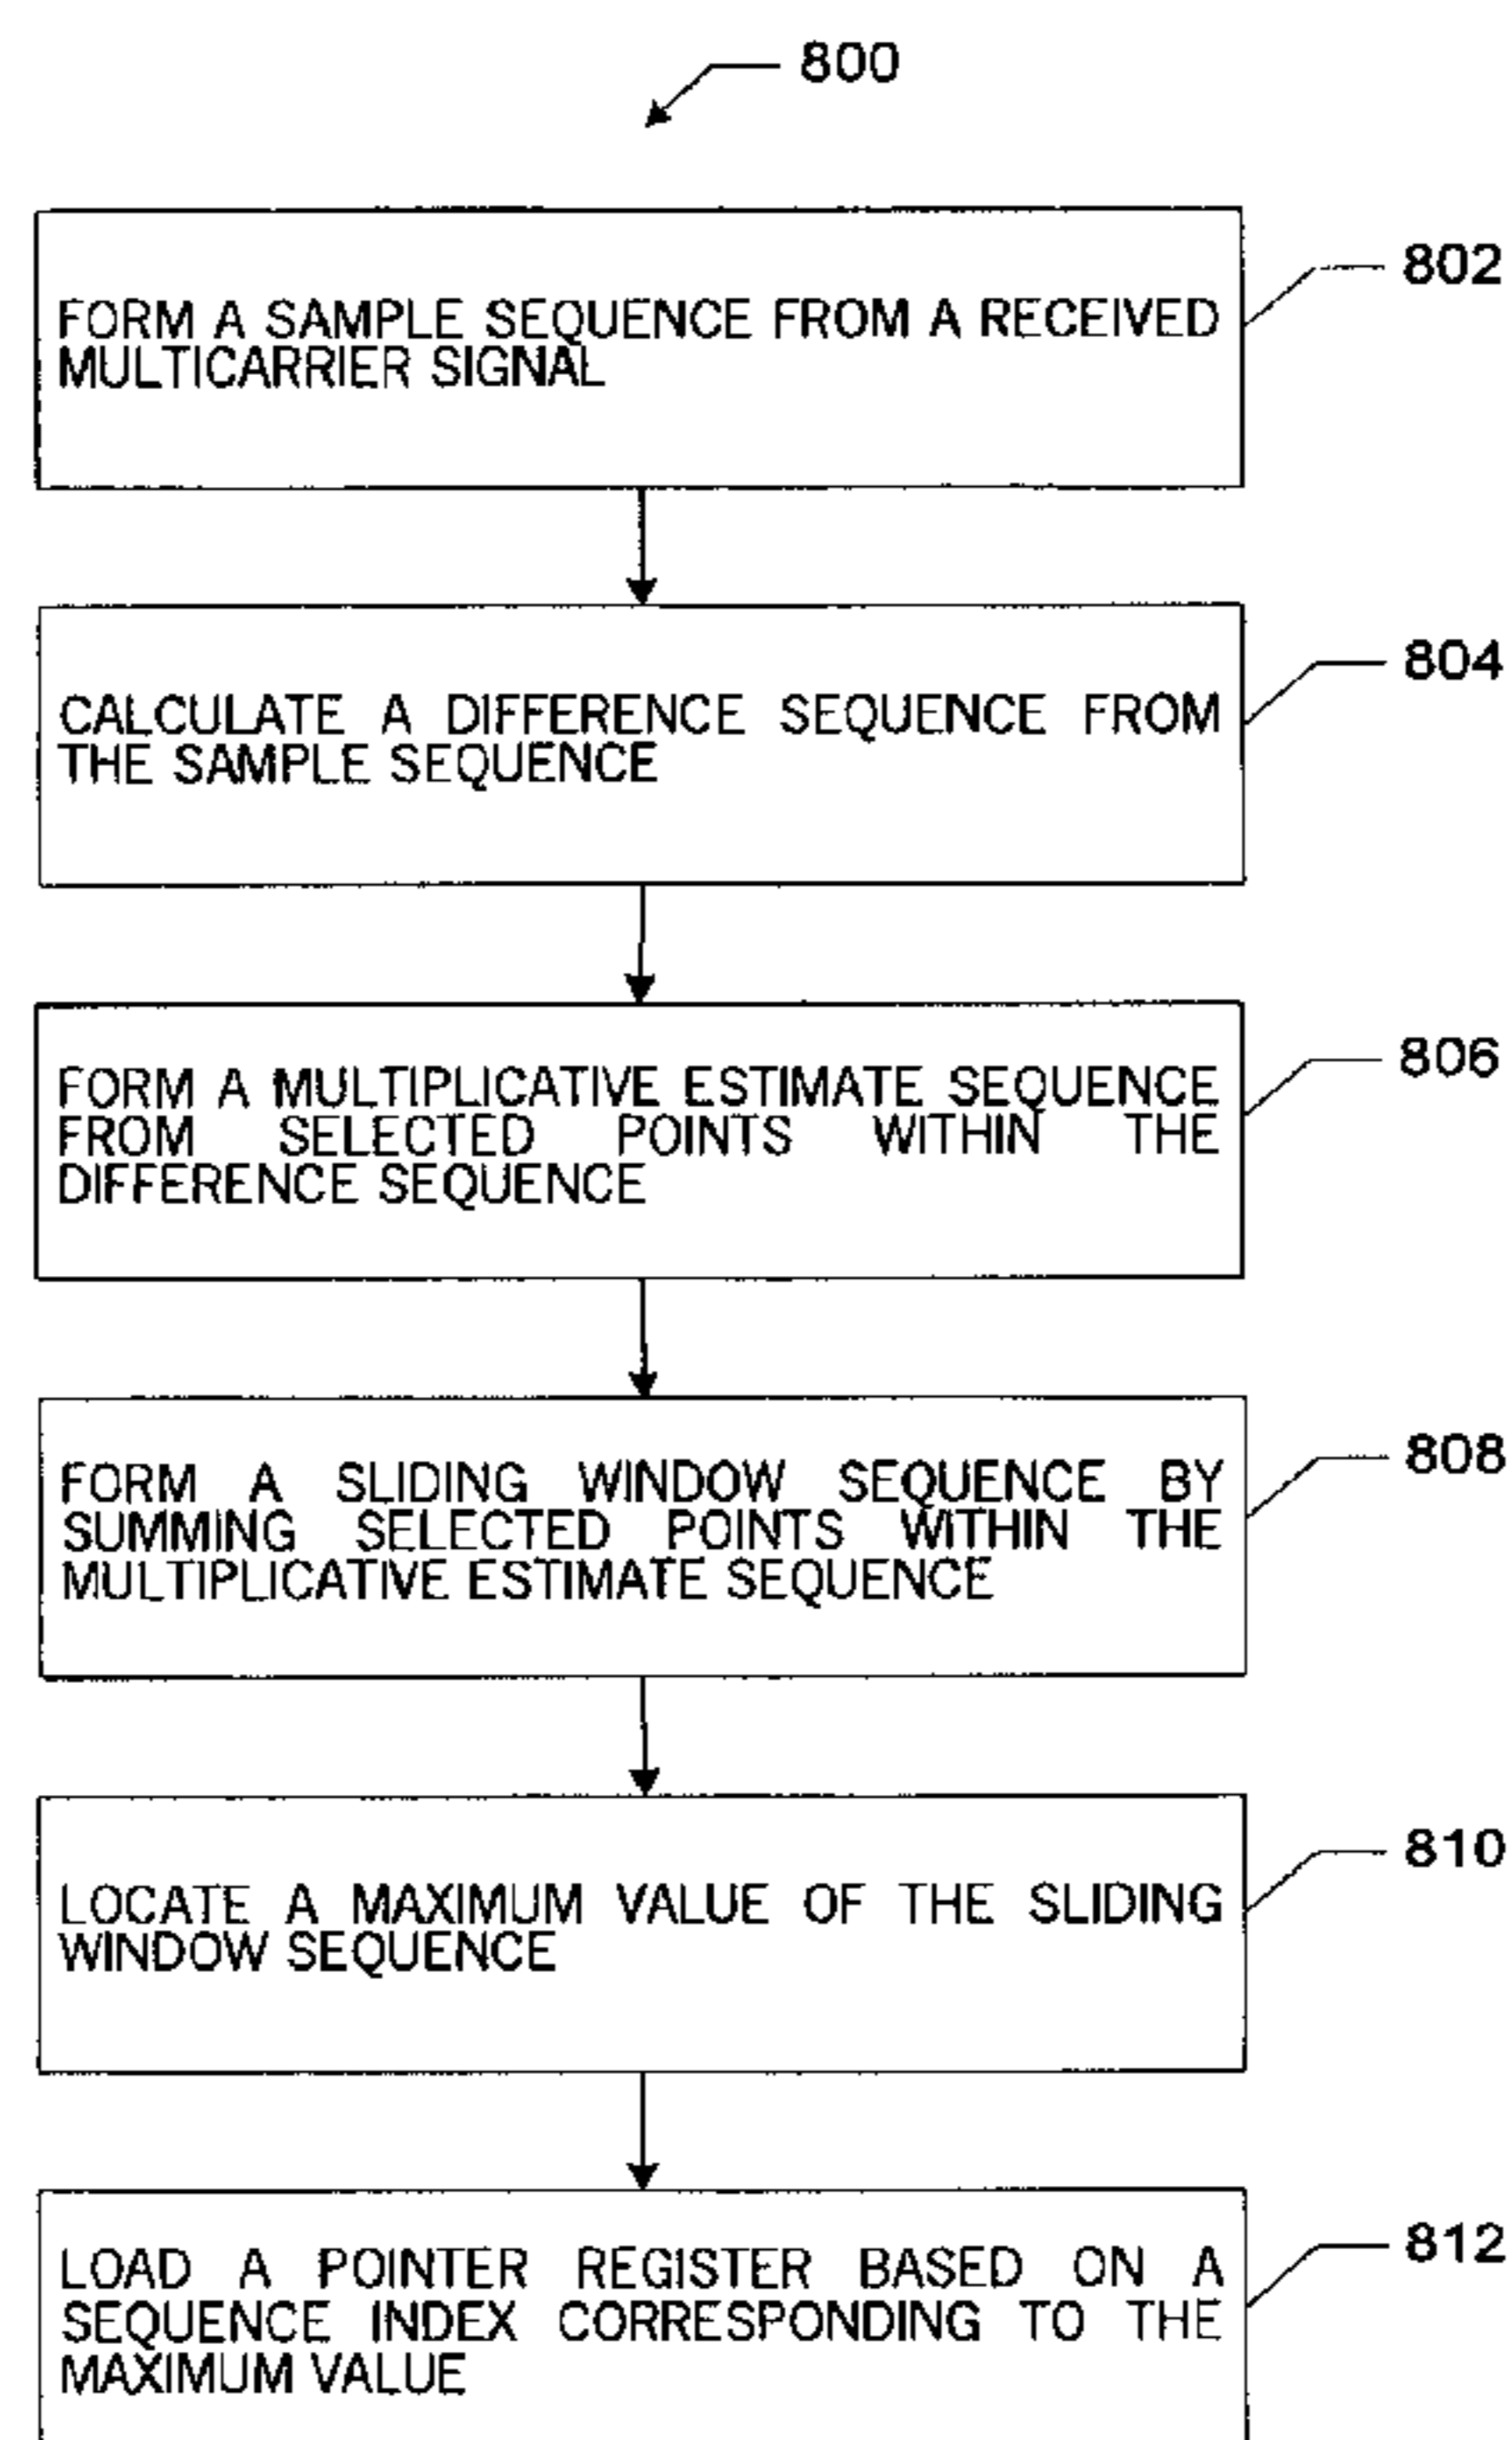 800
FORM A SAMPLE SEQUENCE FROM A RECEIVED
MULTICARRIER SIGNAL
802
CALCULATE A DIFFERENCE SEQUENCE FROM
THE SAMPLE SEQUENCE
804
FORM A MULTIPLICATIVE ESTIMATE SEQUENCE
FROM SELECTED POINTS WITHIN THE
DIFFERENCE SEQUENCE
806
FORM A SLIDING WINDOW SEQUENCE BY
SUMMING SELECTED POINTS WITHIN THE
MULTIPLICATIVE ESTIMATE SEQUENCE
808
LOCATE A MAXIMUM VALUE OF THE SLIDING
WINDOW SEQUENCE
810
LOAD A POINTER REGISTER BASED ON A
SEQUENCE INDEX CORRESPONDING TO THE
MAXIMUM VALUE
812